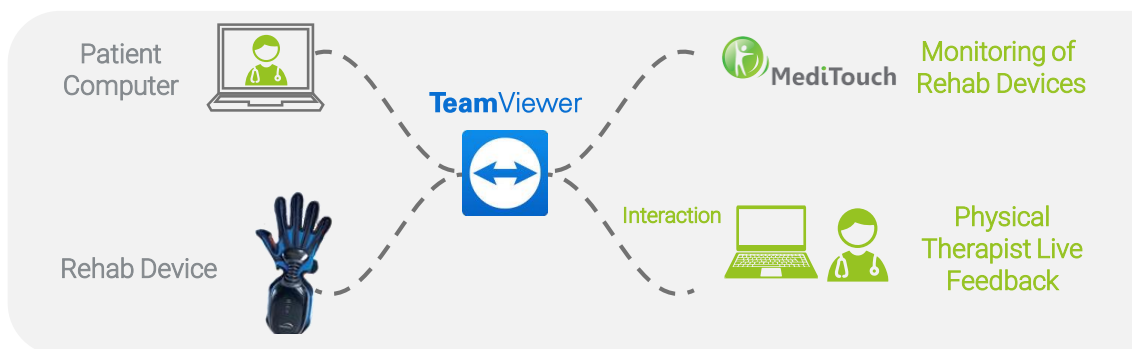 Patient
Computer
TeamViewer
MediTouch
Monitoring of
Rehab Devices
Rehab Device
Interaction
Physical
Therapist Live
Feedback